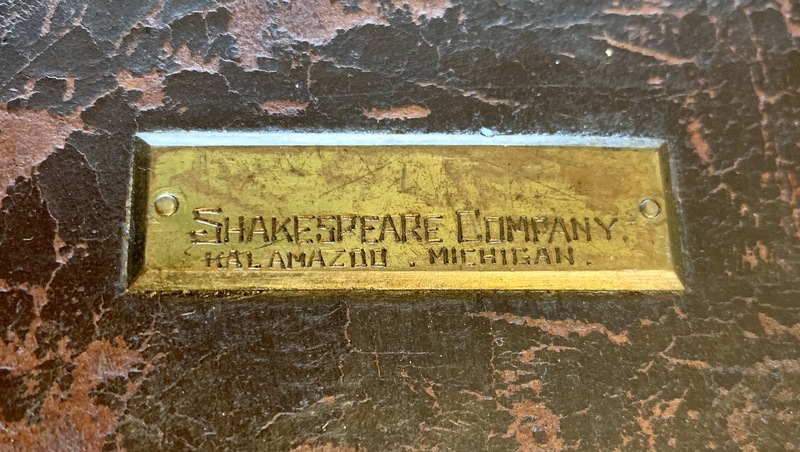 SHAKESPEARE COMPANY.
KALAMAZOO . MICHIGAN.